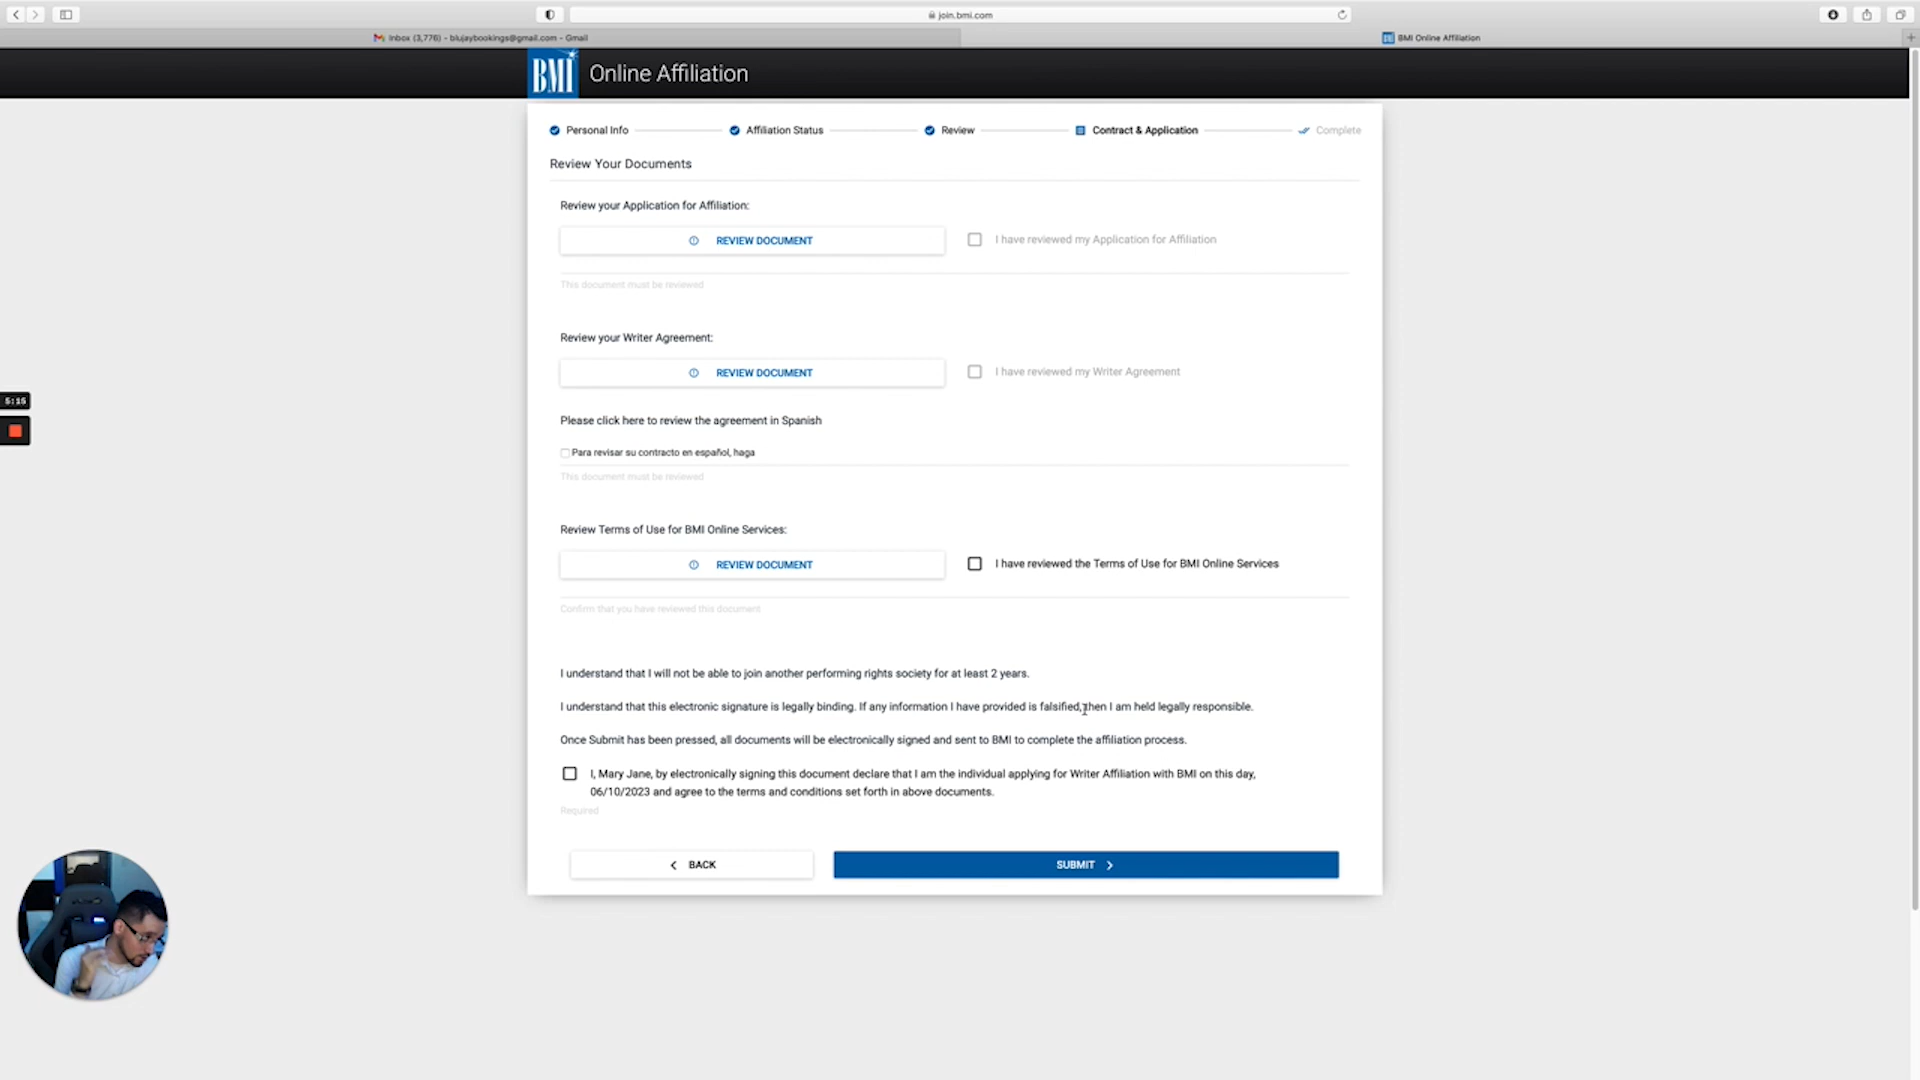 join.bmi.com
Inbox (3,776) - blujaybookings@gmail.com - Gmail
BMI Online Affiliation
BMI
Online Affiliation
Personal Info
Affiliation Status
Review
Contract & Application
Complete
Review Your Documents
Review your Application for Affiliation:
REVIEW DOCUMENT
I have reviewed my Application for Affiliation
This document must be reviewed
Review your Writer Agreement:
REVIEW DOCUMENT
I have reviewed my Writer Agreement
Please click here to review the agreement in Spanish
Para revisar su contracto en español, haga
This document must be reviewed
5:15
Review Terms of Use for BMI Online Services:
REVIEW DOCUMENT
I have reviewed the Terms of Use for BMI Online Services
Confirm that you have reviewed this document
I understand that I will not be able to join another performing rights society for at least 2 years.
I understand that this electronic signature is legally binding. If any information I have provided is falsified, then I am held legally responsible.
Once Submit has been pressed, all documents will be electronically signed and sent to BMI to complete the affiliation process.
I, Mary Jane, by electronically signing this document declare that I am the individual applying for Writer Affiliation with BMI on this day,
06/10/2023 and agree to the terms and conditions set forth in above documents.
Required
BACK
SUBMIT